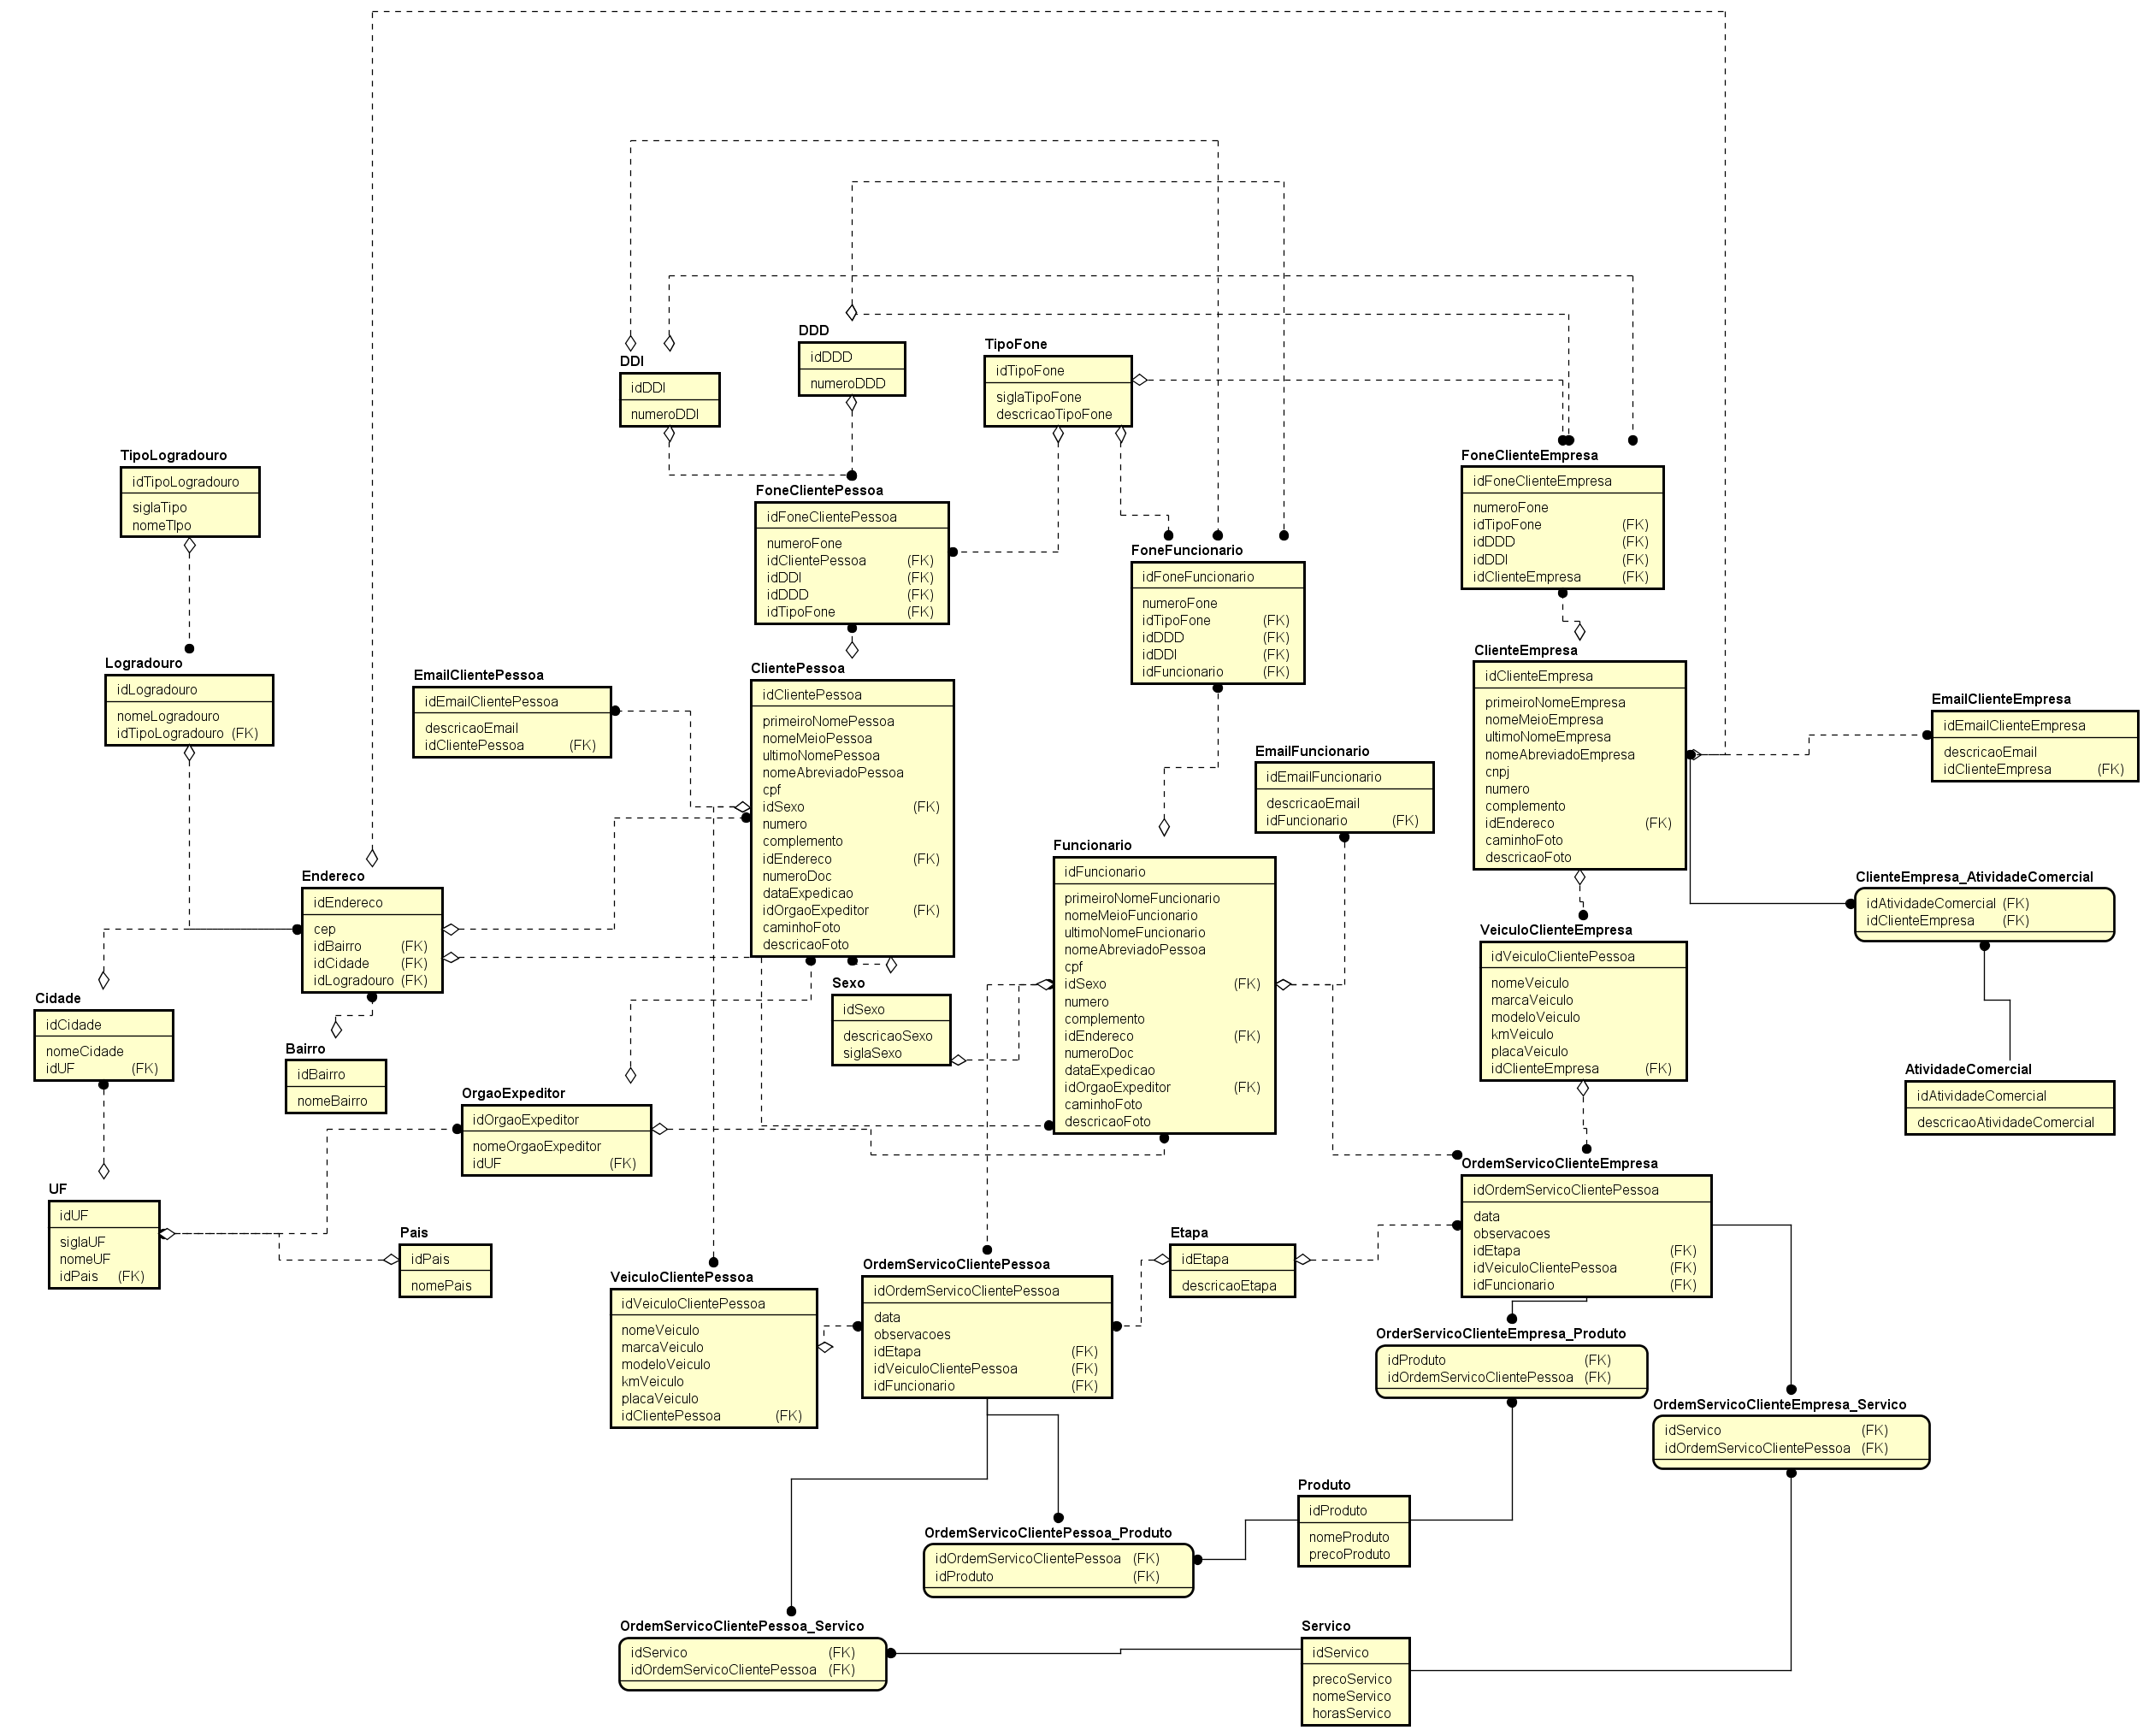 DDD
idDDD
numeroDDD
DDI
idDDI
numeroDDI
TipoFone
idTipoFone
siglaTipoFone
descricaoTipoFone
TipoLogradouro
idTipoLogradouro
siglaTipo
nomeTIpo
FoneClientePessoa
idFoneClientePessoa
numeroFone
idClientePessoa (FK)
idDDI (FK)
idDDD (FK)
idTipoFone (FK)
FoneClienteEmpresa
idFoneClienteEmpresa
numeroFone
idTipoFone (FK)
idDDD (FK)
idDDI (FK)
idClienteEmpresa (FK)
FoneFuncionario
idFoneFuncionario
numeroFone
idTipoFone (FK)
idDDD (FK)
idDDI (FK)
idFuncionario (FK)
Logradouro
idLogradouro
nomeLogradouro
idTipoLogradouro (FK)
EmailClientePessoa
idEmailClientePessoa
descricaoEmail
idClientePessoa (FK)
ClientePessoa
idClientePessoa
primeiroNomePessoa
nomeMeioPessoa
ultimoNomePessoa
nomeAbreviadoPessoa
cpf
idSexo (FK)
numero
complemento
idEndereco (FK)
numeroDoc
dataExpedicao
idOrgaoExpeditor (FK)
caminhoFoto
descricaoFoto
ClienteEmpresa
idClienteEmpresa
primeiroNomeEmpresa
nomeMeioEmpresa
ultimoNomeEmpresa
nomeAbreviadoEmpresa
cnpj
numero
complemento
idEndereco (FK)
caminhoFoto
descricaoFoto
EmailClienteEmpresa
idEmailClienteEmpresa
descricaoEmail
idClienteEmpresa (FK)
EmailFuncionario
idEmailFuncionario
descricaoEmail
idFuncionario (FK)
Funcionario
idFuncionario
primeiroNomeFuncionario
nomeMeioFuncionario
ultimoNomeFuncionario
nomeAbreviadoPessoa
cpf
idSexo (FK)
numero
complemento
idEndereco (FK)
numeroDoc
dataExpedicao
idOrgaoExpeditor (FK)
caminhoFoto
descricaoFoto
Endereco
idEndereco
cep
idBairro (FK)
idCidade (FK)
idLogradouro (FK)
ClienteEmpresa_AtividadeComercial
idAtividadeComercial (FK)
idClienteEmpresa (FK)
VeiculoClienteEmpresa
idVeiculoClientePessoa
nomeVeiculo
marcaVeiculo
modeloVeiculo
kmVeiculo
placaVeiculo
idClienteEmpresa (FK)
Sexo
idSexo
descricaoSexo
siglaSexo
Cidade
idCidade
nomeCidade
idUF (FK)
Bairro
idBairro
nomeBairro
OrgaoExpeditor
idOrgaoExpeditor
nomeOrgaoExpeditor
idUF (FK)
AtividadeComercial
idAtividadeComercial
descricaoAtividadeComercial
OrdemServicoClienteEmpresa
idOrdemServicoClientePessoa
data
observacoes
idEtapa (FK)
idVeiculoClientePessoa (FK)
idFuncionario (FK)
UF
idUF
siglaUF
nomeUF
idPais (FK)
Pais
idPais
nomePais
Etapa
idEtapa
descricaoEtapa
VeiculoClientePessoa
idVeiculoClientePessoa
nomeVeiculo
marcaVeiculo
modeloVeiculo
kmVeiculo
placaVeiculo
idClientePessoa (FK)
OrdemServicoClientePessoa
idOrdemServicoClientePessoa
data
observacoes
idEtapa (FK)
idVeiculoClientePessoa (FK)
idFuncionario (FK)
OrderServicoClienteEmpresa_Produto
idProduto (FK)
idOrdemServicoClientePessoa (FK)
OrdemServicoClienteEmpresa_Servico
idServico (FK)
idOrdemServicoClientePessoa (FK)
Produto
idProduto
nomeProduto
precoProduto
OrdemServicoClientePessoa_Produto
idOrdemServicoClientePessoa (FK)
idProduto (FK)
OrdemServicoClientePessoa_Servico
idServico (FK)
idOrdemServicoClientePessoa (FK)
Servico
idServico
precoServico
nomeServico
horasServico